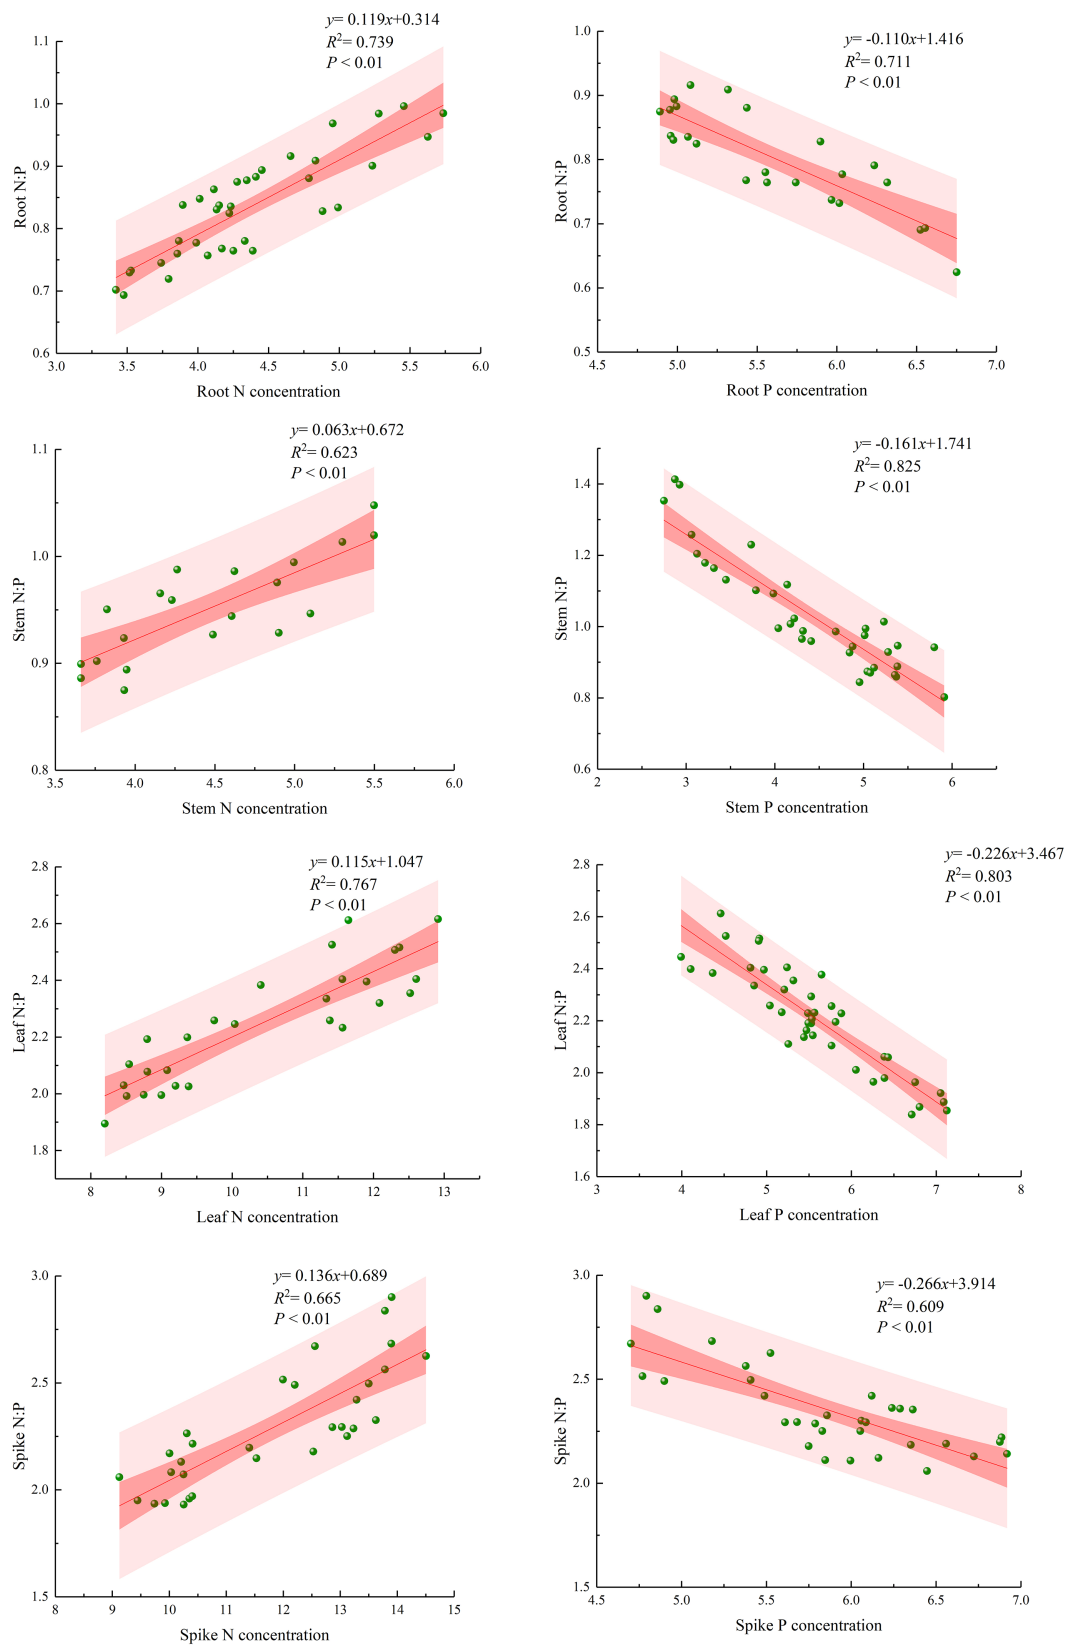 y= 0.119x+0.314
R²= 0.739
P < 0.01
1.1
1.0
0.9
0.8
0.7
0.6
Root N:P
3.0 3.5 4.0 4.5 5.0 5.5 6.0
Root N concentration
y= -0.110x+1.416
R²= 0.711
P < 0.01
1.0
0.9
0.8
0.7
0.6
0.5
Root N:P
4.5 5.0 5.5 6.0 6.5 7.0
Root P concentration
y= 0.063x+0.672
R²= 0.623
P < 0.01
1.1
1.0
0.9
0.8
Stem N:P
3.5 4.0 4.5 5.0 5.5 6.0
Stem N concentration
y= -0.161x+1.741
R²= 0.825
P < 0.01
1.4
1.2
1.0
0.8
0.6
Stem N:P
2 3 4 5 6
Stem P concentration
y= 0.115x+1.047
R²= 0.767
P < 0.01
2.8
2.6
2.4
2.2
2.0
1.8
Leaf N:P
8 9 10 11 12 13
Leaf N concentration
y= -0.226x+3.467
R²= 0.803
P < 0.01
2.8
2.6
2.4
2.2
2.0
1.8
1.6
Leaf N:P
3 4 5 6 7 8
Leaf P concentration
y= 0.136x+0.689
R²= 0.665
P < 0.01
3.0
2.5
2.0
1.5
Spike N:P
8 9 10 11 12 13 14 15
Spike N concentration
y= -0.266x+3.914
R²= 0.609
P < 0.01
3.0
2.5
2.0
1.5
Spike N:P
4.5 5.0 5.5 6.0 6.5 7.0
Spike P concentration